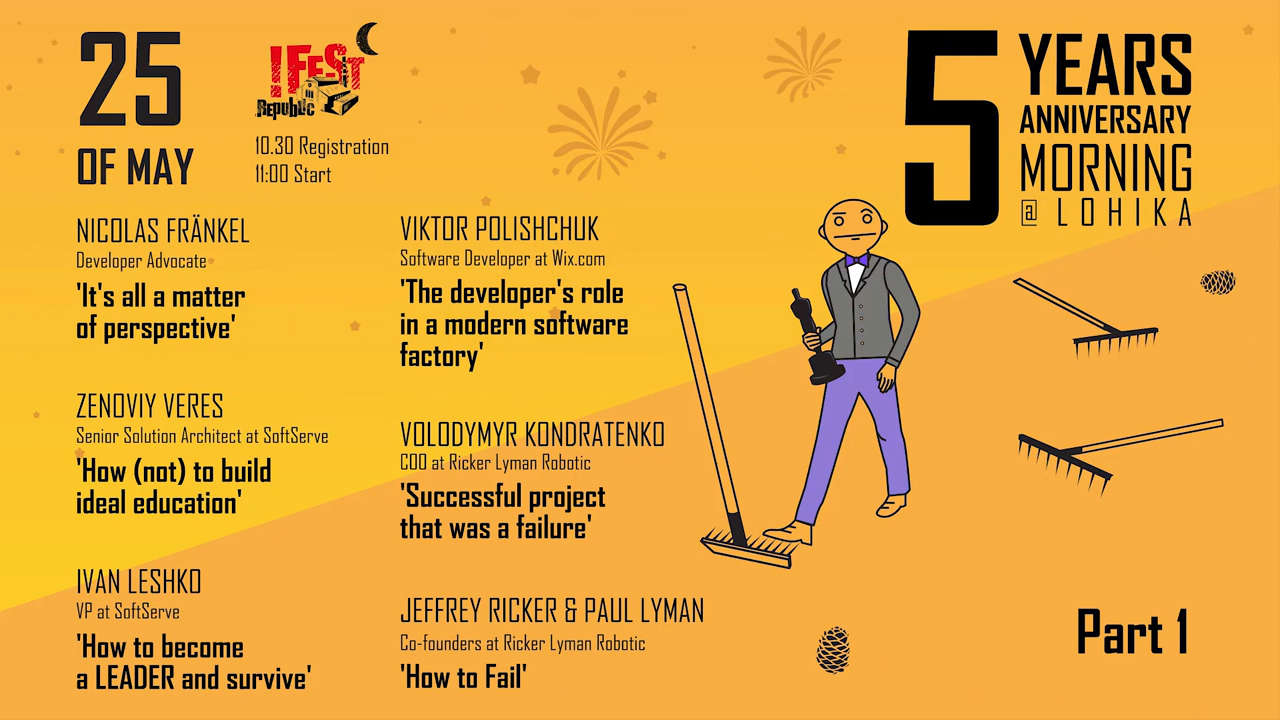 25
OF MAY
!FEST
Republic
10.30 Registration
11:00 Start
5
YEARS
ANNIVERSARY
MORNING
@ LOHIKA
NICOLAS FRÄNKEL
Developer Advocate
'It's all a matter
of perspective'
ZENOVIY VERES
Senior Solution Architect at SoftServe
'How (not) to build
ideal education'
IVAN LESHKO
VP at SoftServe
'How to become
a LEADER and survive'
VIKTOR POLISHCHUK
Software Developer at Wix.com
'The developer's role
in a modern software
factory'
VOLODYMYR KONDRATENKO
COO at Ricker Lyman Robotic
'Successful project
that was a failure'
JEFFREY RICKER & PAUL LYMAN
Co-founders at Ricker Lyman Robotic
'How to Fail'
Part 1